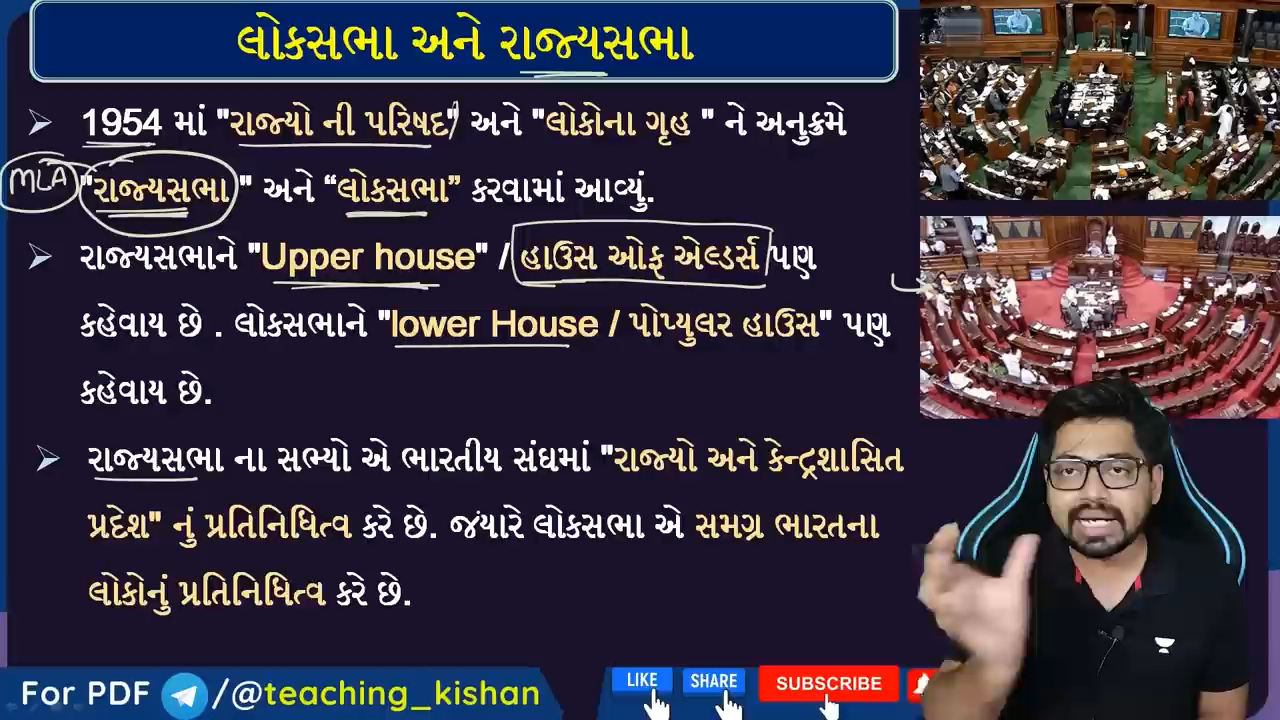 લોકસભા અને રાજ્યસભા
➢ 1954 માં "રાજ્યો ની પરિષદ" અને "લોકોના ગૃહ " ને અનુક્રમે
MLA "રાજ્યસભા " અને “લોકસભા” કરવામાં આવ્યું.
➢ રાજ્યસભાને "Upper house" / હાઉસ ઓફ એલ્ડર્સ પણ
કહેવાય છે . લોકસભાને "lower House / પોપ્યુલર હાઉસ" પણ
કહેવાય છે.
➢ રાજ્યસભા ના સભ્યો એ ભારતીય સંઘમાં "રાજ્યો અને કેન્દ્રશાસિત
પ્રદેશ" નું પ્રતિનિધિત્વ કરે છે. જ્યારે લોકસભા એ સમગ્ર ભારતના
લોકોનું પ્રતિનિધિત્વ કરે છે.
For PDF /@teaching_kishan
LIKE SHARE SUBSCRIBE